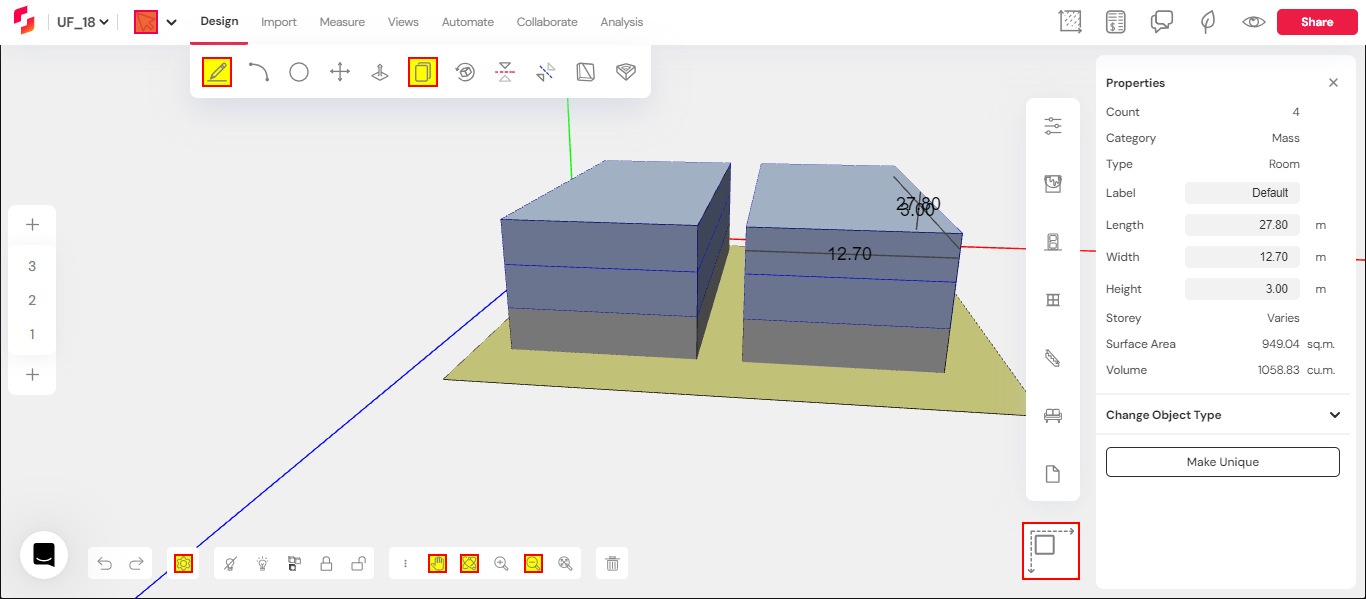 UF_18
Design Import Measure Views Automate Collaborate Analysis
Share
Properties
Count 4
Category Mass
Type Room
Label Default
Length 27.80 m
Width 12.70 m
Height 3.00 m
Storey Varies
Surface Area 949.04 sq.m.
Volume 1058.83 cu.m.
Change Object Type
Make Unique
27.80
3.00
12.70
3
2
1